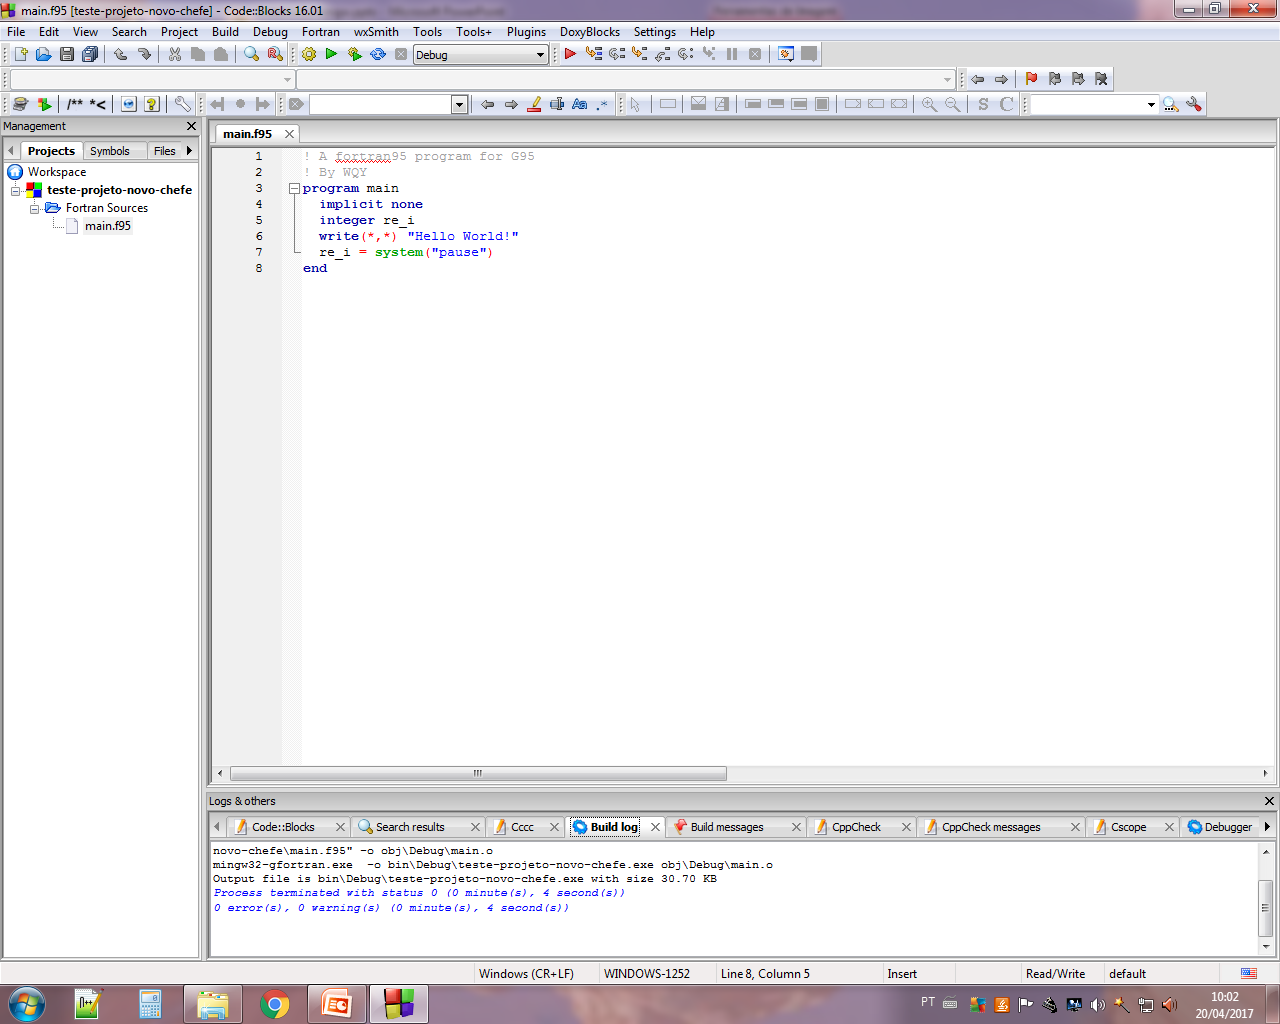 main.f95 [teste-projeto-novo-chefe] - Code::Blocks 16.01
File Edit View Search Project Build Debug Fortran wxSmith Tools Tools+ Plugins DoxyBlocks Settings Help
Debug
/** *<
Management
Projects Symbols Files
Workspace
teste-projeto-novo-chefe
Fortran Sources
main.f95
main.f95
1 ! A fortran95 program for G95
2 ! By WQY
3 program main
4 implicit none
5 integer re_i
6 write(*,*) "Hello World!"
7 re_i = system("pause")
8 end
Logs & others
Code::Blocks Search results Cccc Build log Build messages CppCheck CppCheck messages Cscope Debugger
novo-chefe\main.f95" -o obj\Debug\main.o
mingw32-gfortran.exe -o bin\Debug\teste-projeto-novo-chefe.exe obj\Debug\main.o
Output file is bin\Debug\teste-projeto-novo-chefe.exe with size 30.70 KB
Process terminated with status 0 (0 minute(s), 4 second(s))
0 error(s), 0 warning(s) (0 minute(s), 4 second(s))
Windows (CR+LF) WINDOWS-1252 Line 8, Column 5 Insert Read/Write default
PT
10:02
20/04/2017